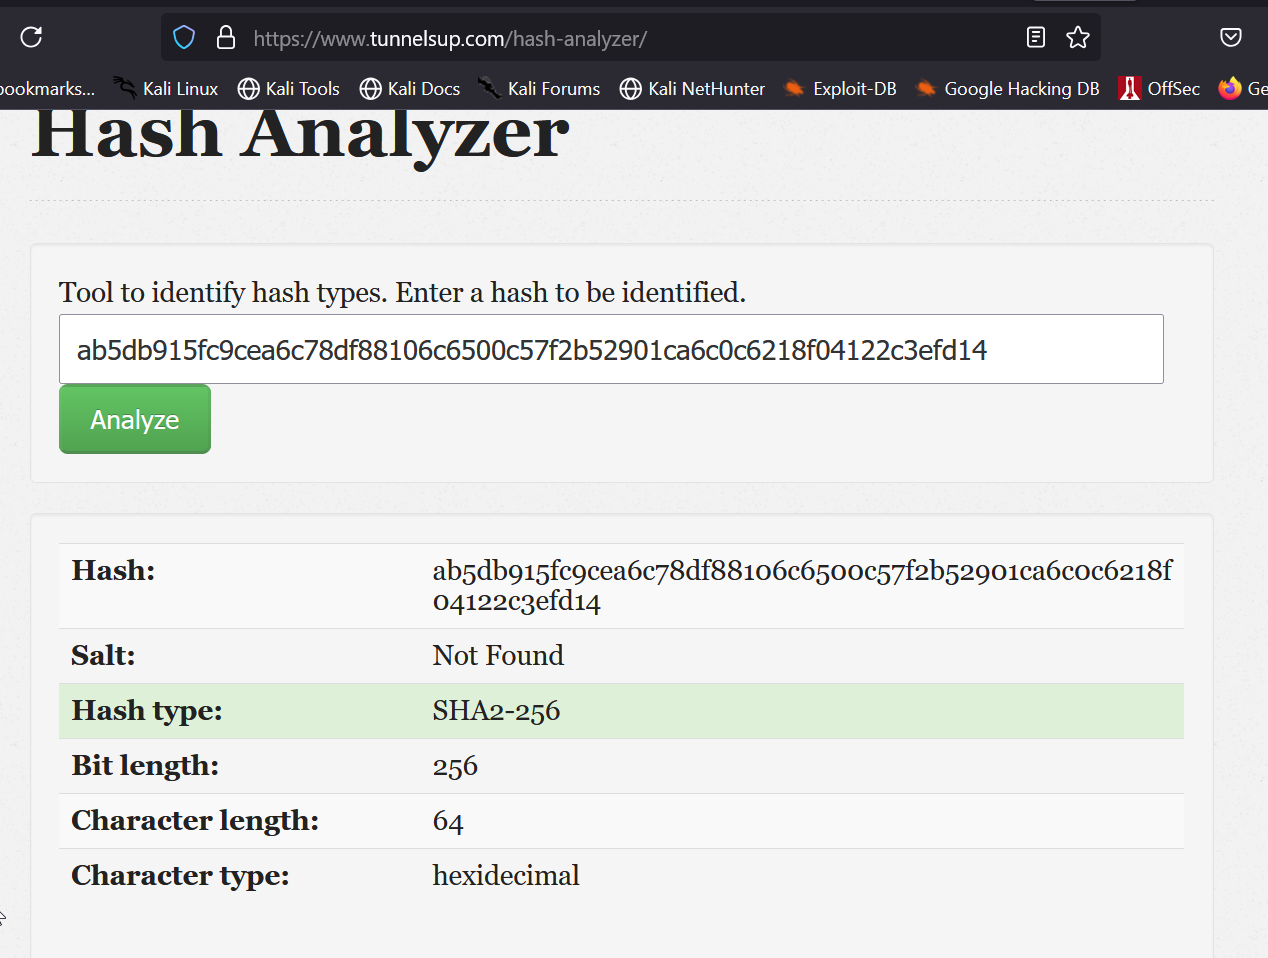 https://www.tunnelsup.com/hash-analyzer/
bookmarks... Kali Linux Kali Tools Kali Docs Kali Forums Kali NetHunter Exploit-DB Google Hacking DB OffSec
Hash Analyzer
Tool to identify hash types. Enter a hash to be identified.
ab5db915fc9cea6c78df88106c6500c57f2b52901ca6c0c6218f04122c3efd14
Analyze
Hash: ab5db915fc9cea6c78df88106c6500c57f2b52901ca6c0c6218f
04122c3efd14
Salt: Not Found
Hash type: SHA2-256
Bit length: 256
Character length: 64
Character type: hexidecimal